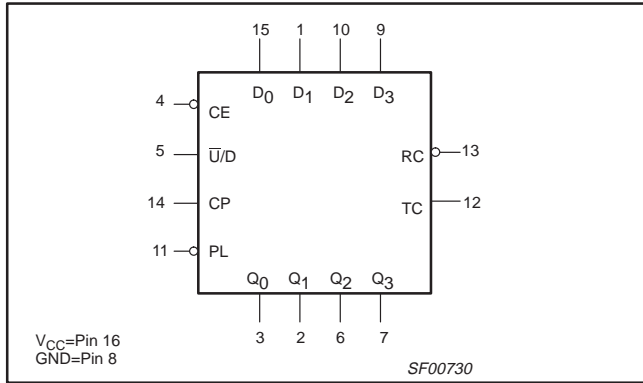 15 1 10 9
D0 D1 D2 D3
4 CE
5 U̅/D RC 13
14 CP TC 12
11 PL
Q0 Q1 Q2 Q3
3 2 6 7
VCC=Pin 16
GND=Pin 8
SF00730